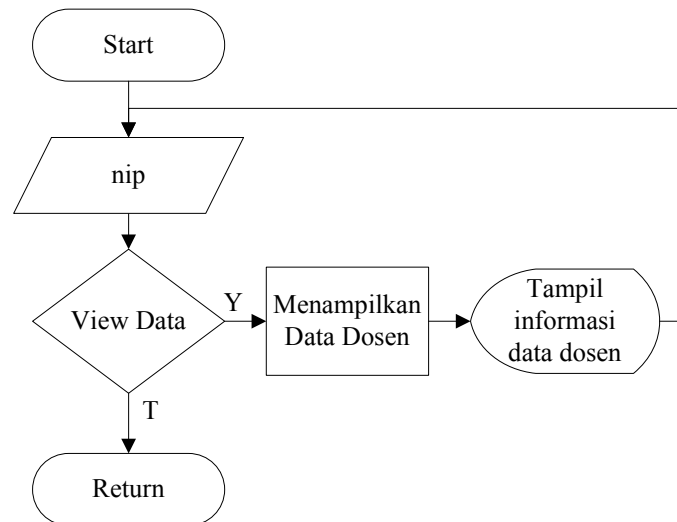 Start
nip
View Data
Y
Menampilkan
Data Dosen
Tampil
informasi
data dosen
T
Return